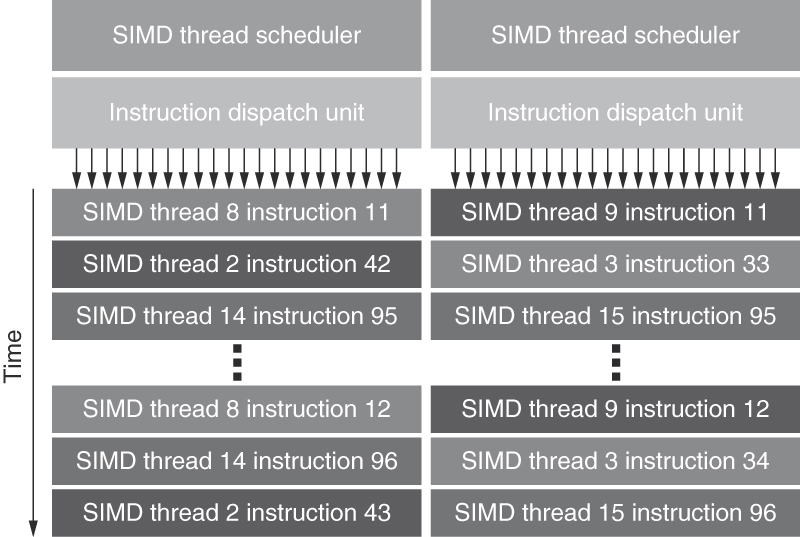 SIMD thread scheduler
SIMD thread scheduler
Instruction dispatch unit
Instruction dispatch unit
Time
SIMD thread 8 instruction 11
SIMD thread 9 instruction 11
SIMD thread 2 instruction 42
SIMD thread 3 instruction 33
SIMD thread 14 instruction 95
SIMD thread 15 instruction 95
SIMD thread 8 instruction 12
SIMD thread 9 instruction 12
SIMD thread 14 instruction 96
SIMD thread 3 instruction 34
SIMD thread 2 instruction 43
SIMD thread 15 instruction 96